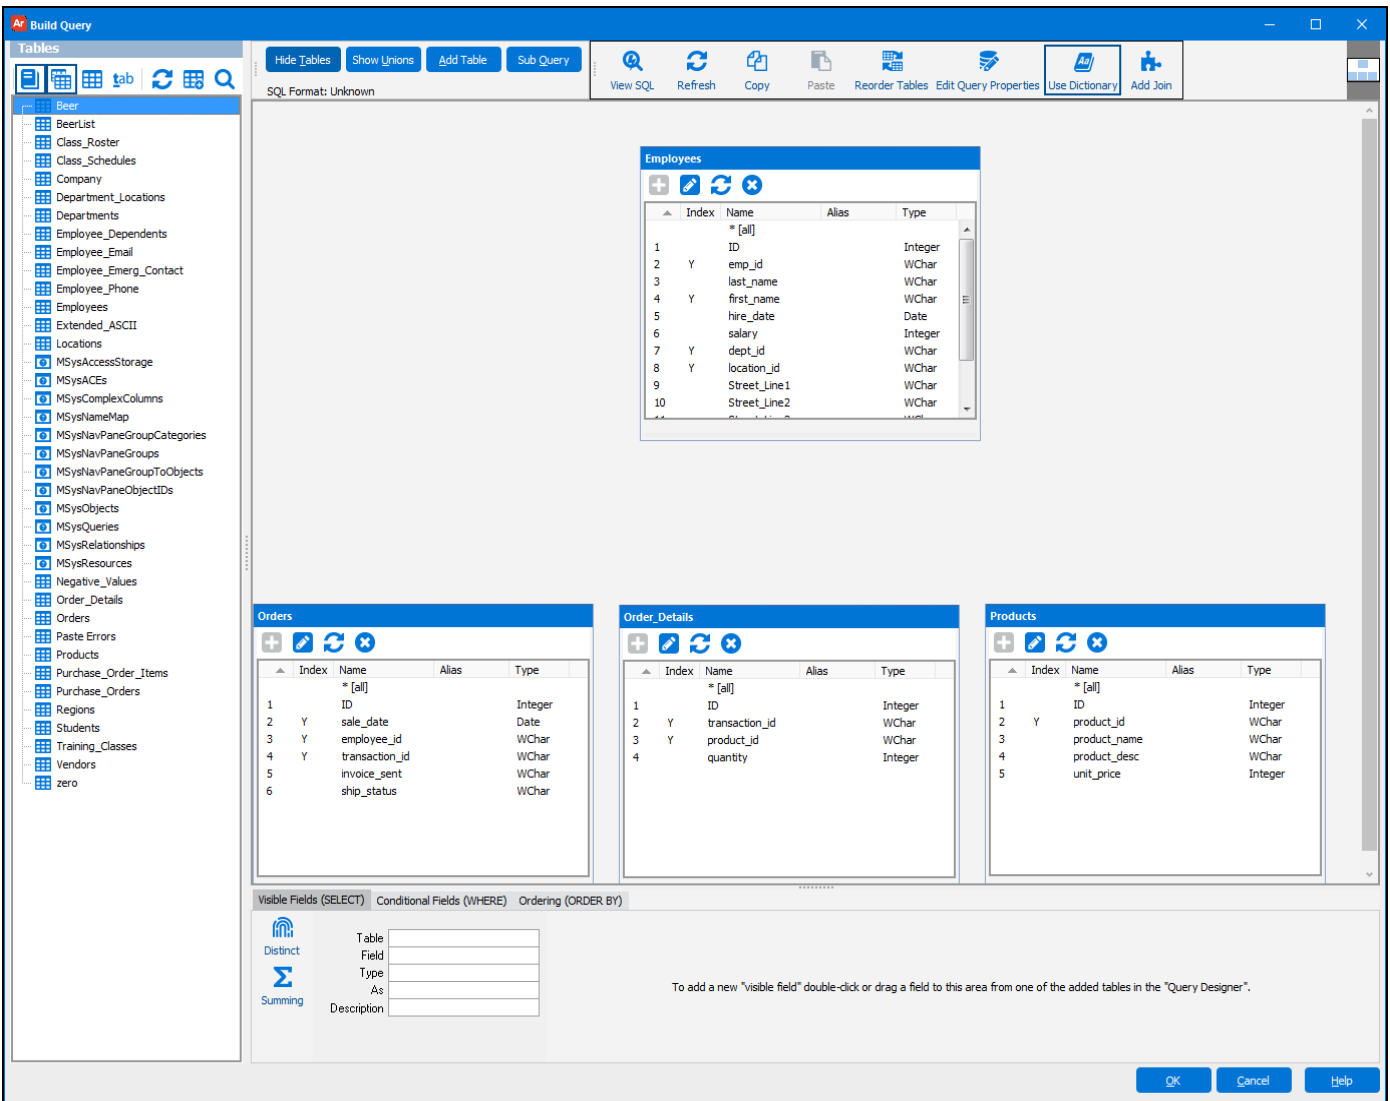 Ar Build Query
Tables
Hide Tables Show Unions Add Table Sub Query
SQL Format: Unknown
View SQL Refresh Copy Paste Reorder Tables Edit Query Properties Use Dictionary Add Join
tab
Beer
BeerList
Class_Roster
Class_Schedules
Company
Department_Locations
Departments
Employee_Dependents
Employee_Email
Employee_Emerg_Contact
Employee_Phone
Employees
Extended_ASCII
Locations
MSysAccessStorage
MSysACEs
MSysComplexColumns
MSysNameMap
MSysNavPaneGroupCategories
MSysNavPaneGroups
MSysNavPaneGroupToObjects
MSysNavPaneObjectIDs
MSysObjects
MSysQueries
MSysRelationships
MSysResources
Negative_Values
Order_Details
Orders
Paste Errors
Products
Purchase_Order_Items
Purchase_Orders
Regions
Students
Training_Classes
Vendors
zero
Employees
Index Name Alias Type
* [all]
1 ID Integer
2 Y emp_id WChar
3 last_name WChar
4 Y first_name WChar
5 hire_date Date
6 salary Integer
7 Y dept_id WChar
8 Y location_id WChar
9 Street_Line1 WChar
10 Street_Line2 WChar
Orders
Index Name Alias Type
* [all]
1 ID Integer
2 Y sale_date Date
3 Y employee_id WChar
4 Y transaction_id WChar
5 invoice_sent WChar
6 ship_status WChar
Order_Details
Index Name Alias Type
* [all]
1 ID Integer
2 Y transaction_id WChar
3 Y product_id WChar
4 quantity Integer
Products
Index Name Alias Type
* [all]
1 ID Integer
2 Y product_id WChar
3 product_name WChar
4 product_desc WChar
5 unit_price Integer
Visible Fields (SELECT) Conditional Fields (WHERE) Ordering (ORDER BY)
Distinct
Summing
Table
Field
Type
As
Description
To add a new "visible field" double-click or drag a field to this area from one of the added tables in the "Query Designer".
OK Cancel Help